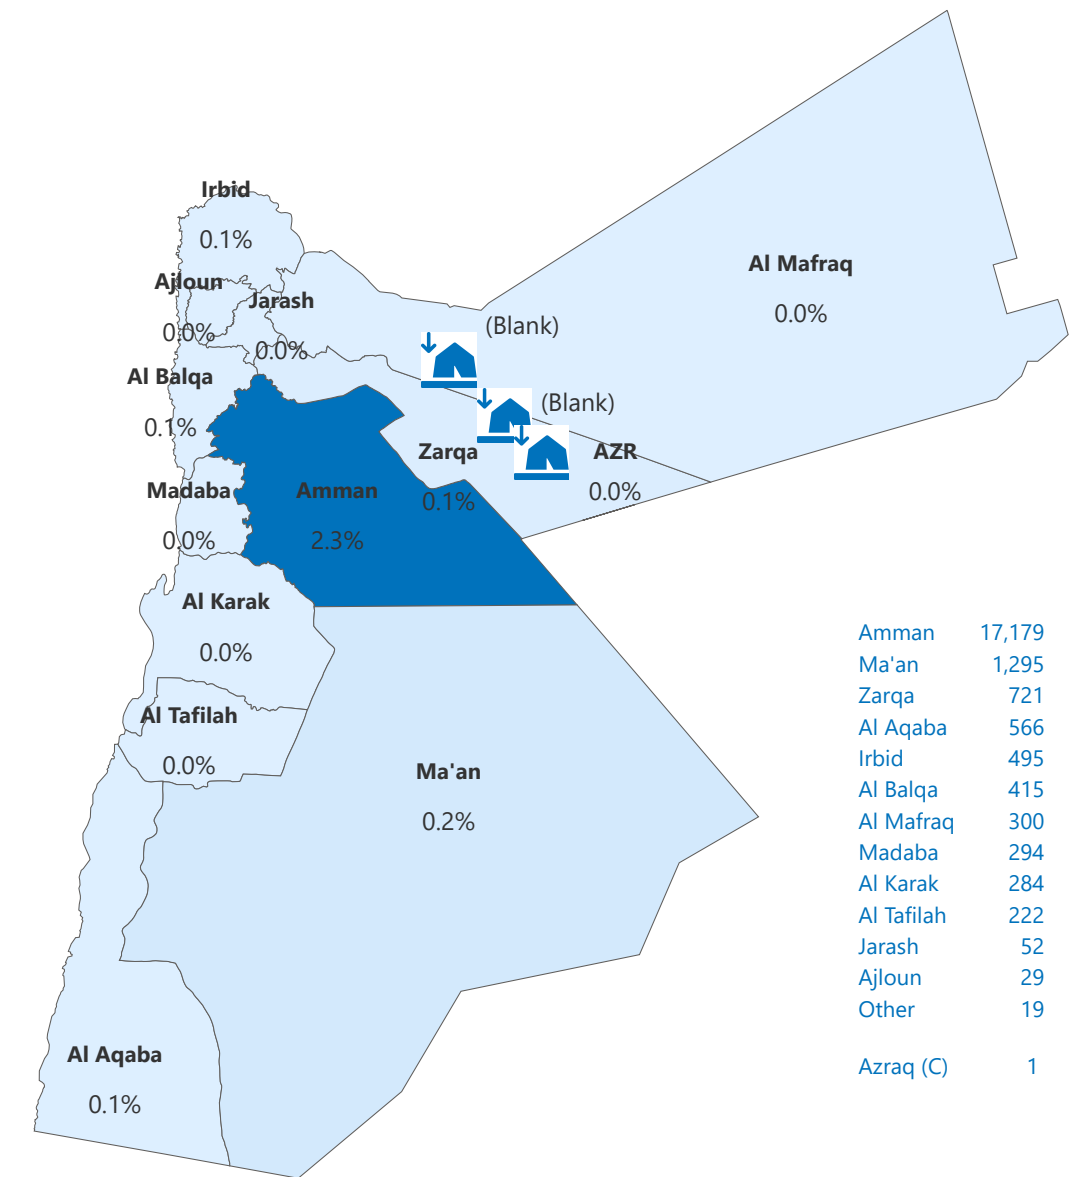 Irbid
0.1%
Ajloun
0.0%
Jarash
0.0%
Al Mafraq
0.0%
(Blank)
Al Balqa
0.1%
(Blank)
Zarqa
0.1%
AZR
0.0%
Madaba
0.0%
Amman
2.3%
Al Karak
0.0%
Al Tafilah
0.0%
Ma'an
0.2%
Al Aqaba
0.1%
Amman 17,179
Ma'an 1,295
Zarqa 721
Al Aqaba 566
Irbid 495
Al Balqa 415
Al Mafraq 300
Madaba 294
Al Karak 284
Al Tafilah 222
Jarash 52
Ajloun 29
Other 19
Azraq (C) 1